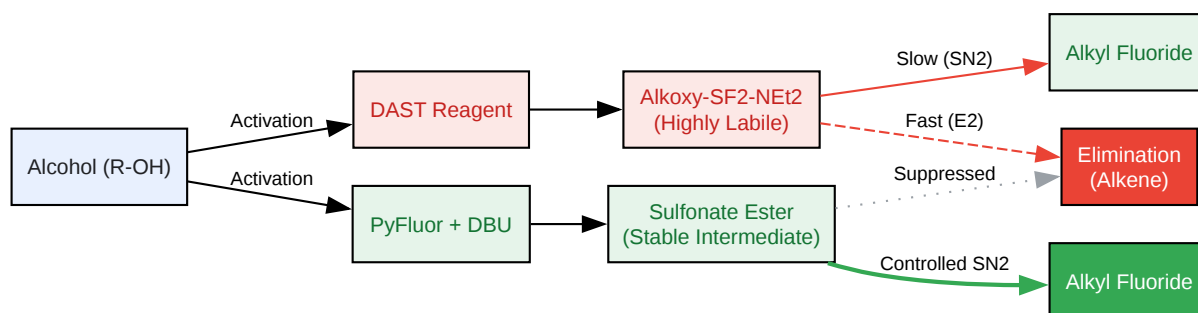 Alcohol (R-OH)
Activation
Activation
DAST Reagent
PyFluor + DBU
Alkoxy-SF2-NEt2
(Highly Labile)
Sulfonate Ester
(Stable Intermediate)
Slow (SN2)
Fast (E2)
Suppressed
Controlled SN2
Alkyl Fluoride
Elimination
(Alkene)
Alkyl Fluoride